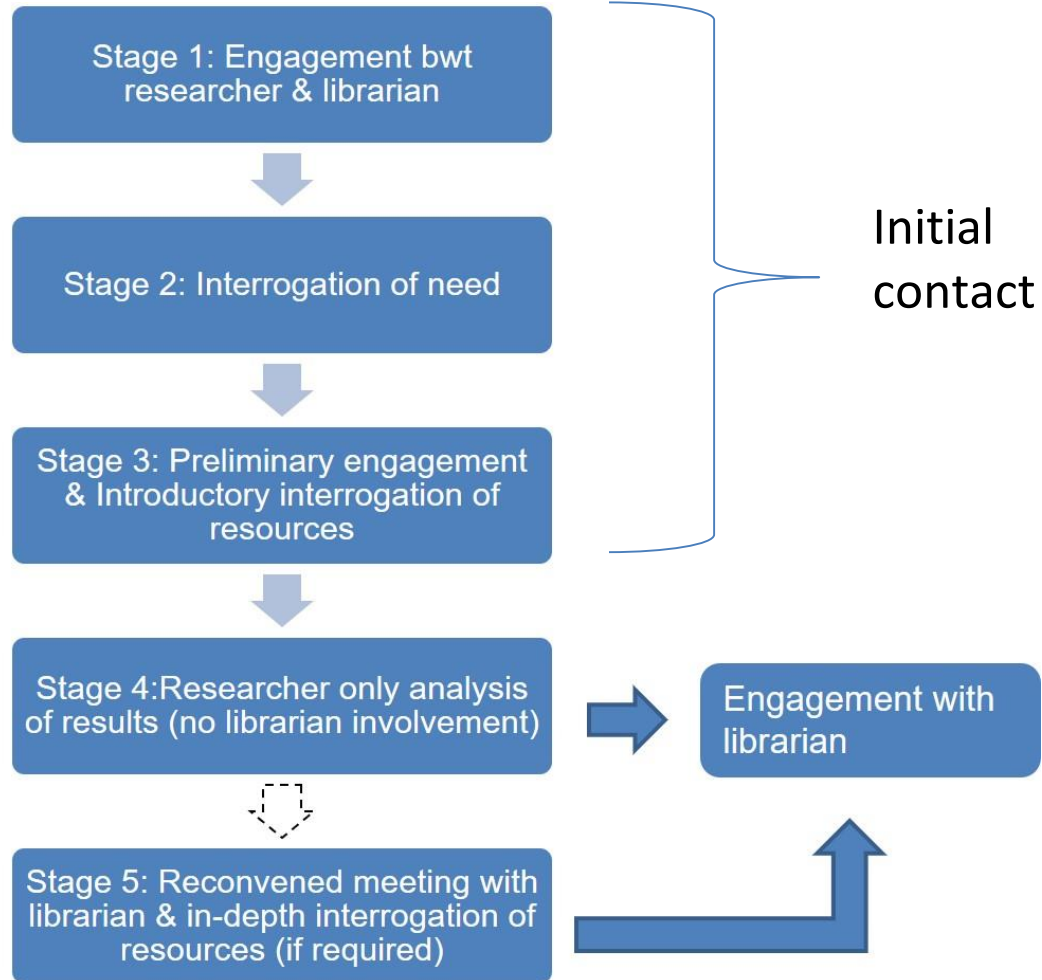 Stage 1: Engagement bwt
researcher & librarian
Stage 2: Interrogation of need
Stage 3: Preliminary engagement
& Introductory interrogation of
resources
Initial
contact
Stage 4:Researcher only analysis
of results (no librarian involvement)
Engagement with
librarian
Stage 5: Reconvened meeting with
librarian & in-depth interrogation of
resources (if required)